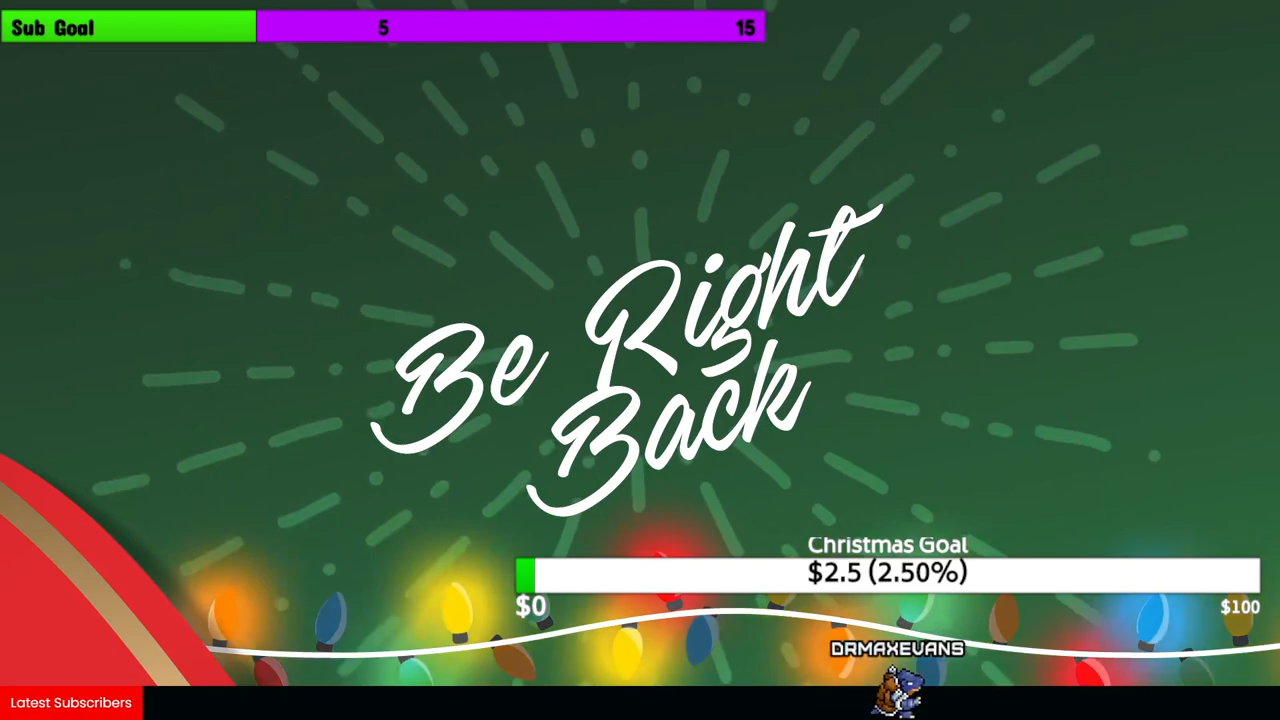 Sub Goal 5 15
Be Right
Back
Christmas Goal
$2.5 (2.50%)
$0 $100
DRMAXEVANS
Latest Subscribers